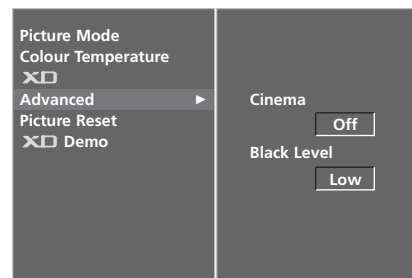 Picture Mode
Colour Temperature
XD
Advanced ►
Picture Reset
XD Demo
Cinema
Off
Black Level
Low